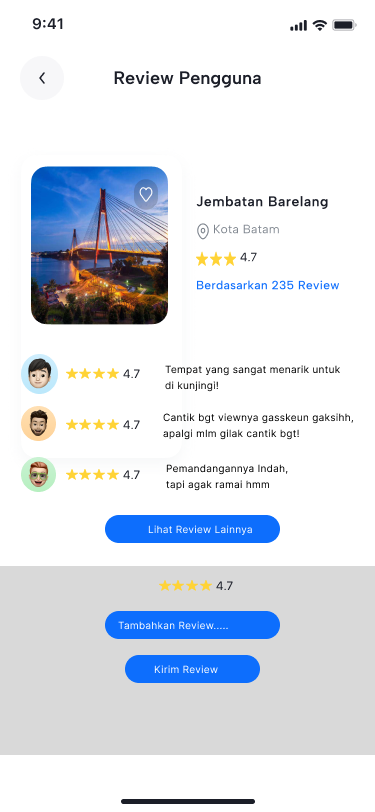 9:41
Review Pengguna
Jembatan Barelang
Kota Batam
4.7
Berdasarkan 235 Review
4.7
Tempat yang sangat menarik untuk
di kunjingi!
4.7
Cantik bgt viewnya gasskeun gaksihh,
apalgi mlm gilak cantik bgt!
4.7
Pemandangannya Indah,
tapi agak ramai hmm
Lihat Review Lainnya
4.7
Tambahkan Review.....
Kirim Review